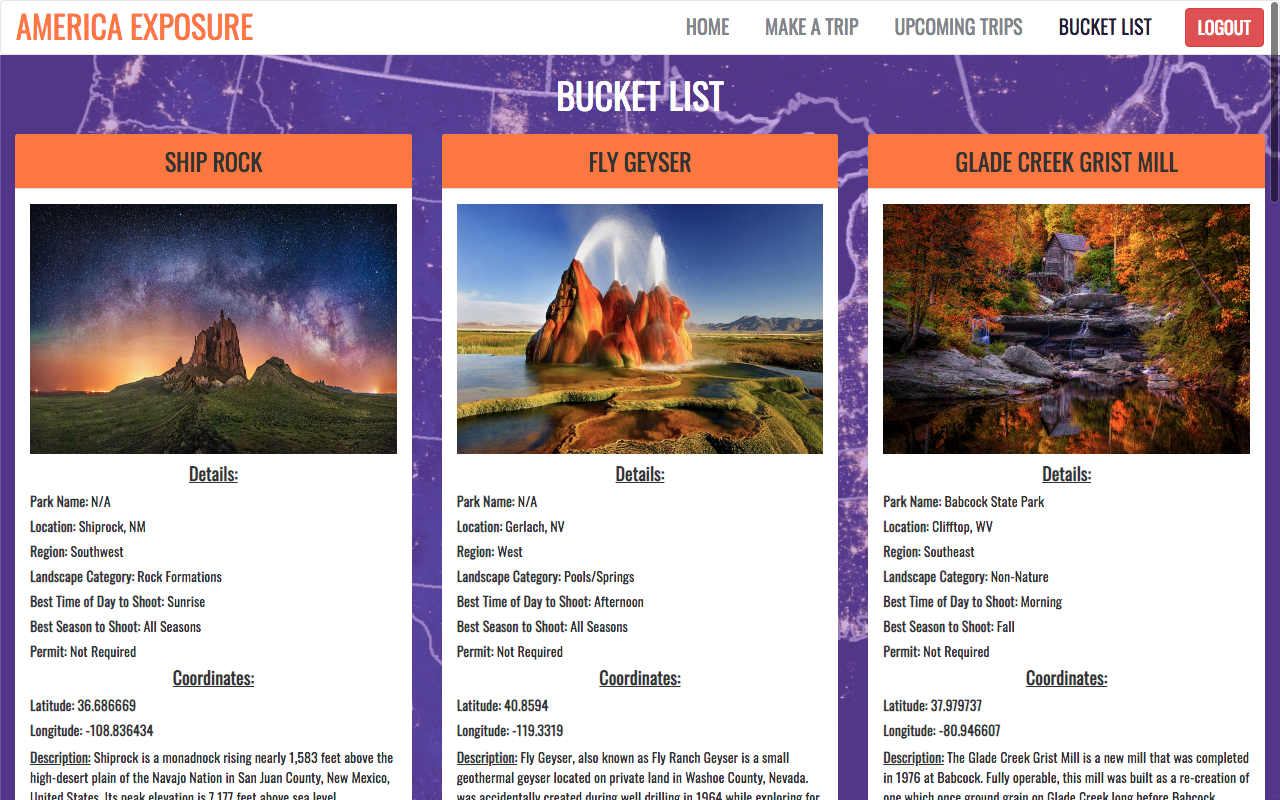 AMERICA EXPOSURE
HOME MAKE A TRIP UPCOMING TRIPS BUCKET LIST LOGOUT
BUCKET LIST
SHIP ROCK
Details:
Park Name: N/A
Location: Shiprock, NM
Region: Southwest
Landscape Category: Rock Formations
Best Time of Day to Shoot: Sunrise
Best Season to Shoot: All Seasons
Permit: Not Required
Coordinates:
Latitude: 36.686669
Longitude: -108.836434
Description: Shiprock is a monadnock rising nearly 1,583 feet above the
high-desert plain of the Navajo Nation in San Juan County, New Mexico,
United States. Its peak elevation is 7,177 feet above sea level.
FLY GEYSER
Details:
Park Name: N/A
Location: Gerlach, NV
Region: West
Landscape Category: Pools/Springs
Best Time of Day to Shoot: Afternoon
Best Season to Shoot: All Seasons
Permit: Not Required
Coordinates:
Latitude: 40.8594
Longitude: -119.3319
Description: Fly Geyser, also known as Fly Ranch Geyser is a small
geothermal geyser located on private land in Washoe County, Nevada.
was accidentally created during well drilling in 1964 while exploring for
GLADE CREEK GRIST MILL
Details:
Park Name: Babcock State Park
Location: Clifftop, WV
Region: Southeast
Landscape Category: Non-Nature
Best Time of Day to Shoot: Morning
Best Season to Shoot: Fall
Permit: Not Required
Coordinates:
Latitude: 37.979737
Longitude: -80.946607
Description: The Glade Creek Grist Mill is a new mill that was completed
in 1976 at Babcock. Fully operable, this mill was built as a re-creation of
one which once ground grain on Glade Creek long before Babcock